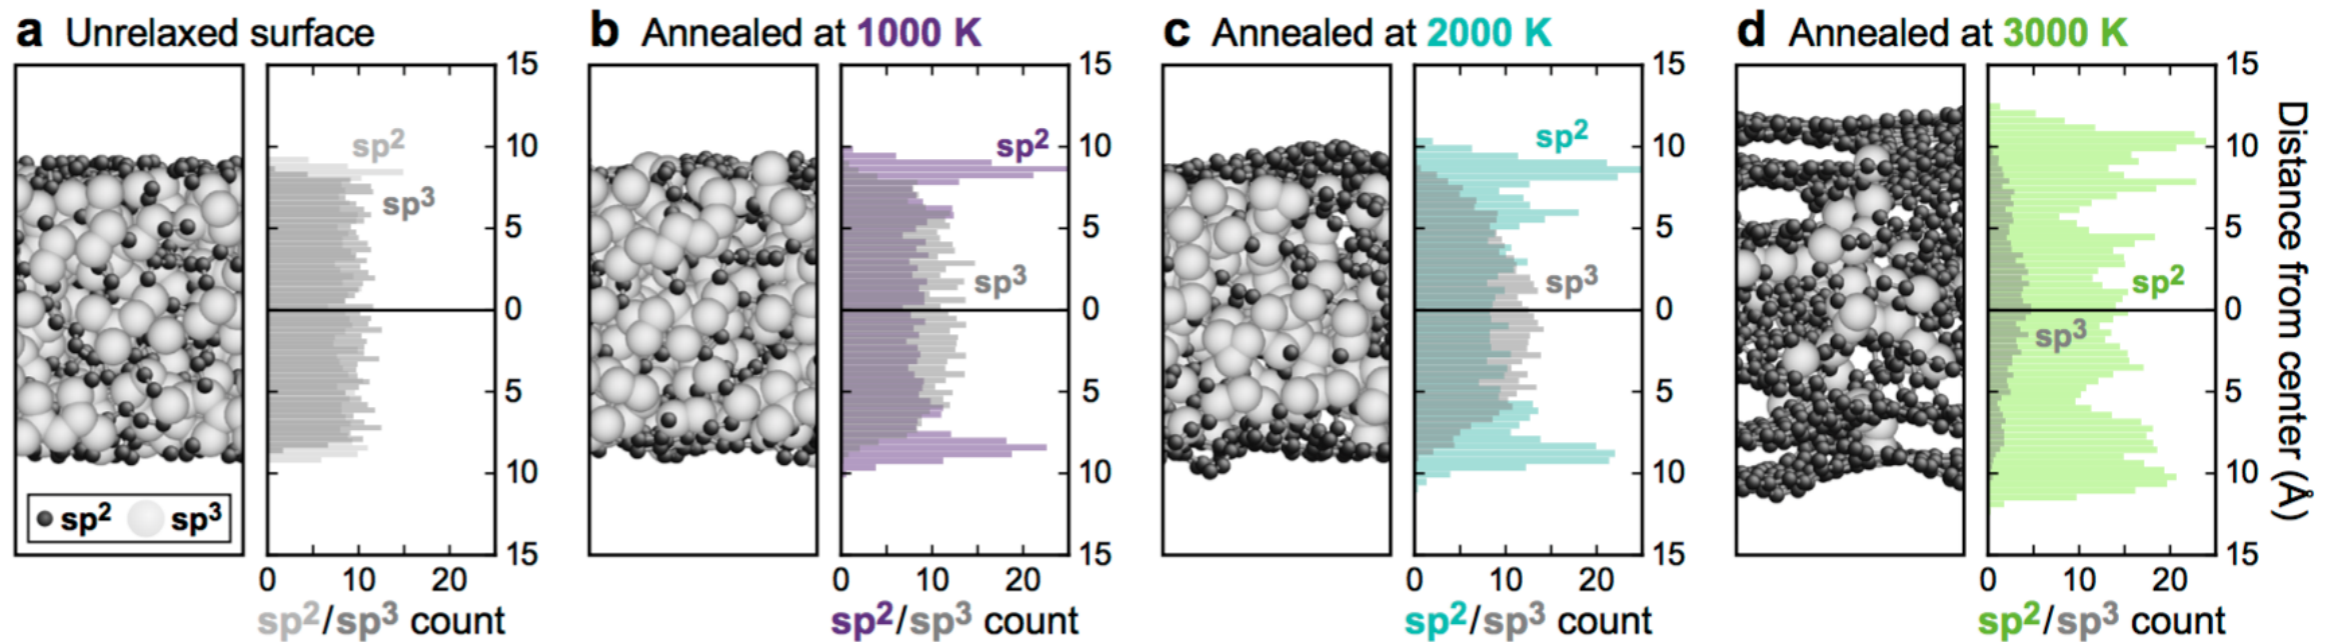 a Unrelaxed surface
b Annealed at 1000 K
c Annealed at 2000 K
d Annealed at 3000 K
sp² sp³
sp²
sp³
15
10
5
0
5
10
15
0 10 20
sp²/sp³ count
sp²
sp³
15
10
5
0
5
10
15
0 10 20
sp²/sp³ count
sp²
sp³
15
10
5
0
5
10
15
0 10 20
sp²/sp³ count
sp²
sp³
15
10
5
0
5
10
15
0 10 20
sp²/sp³ count
Distance from center (Å)